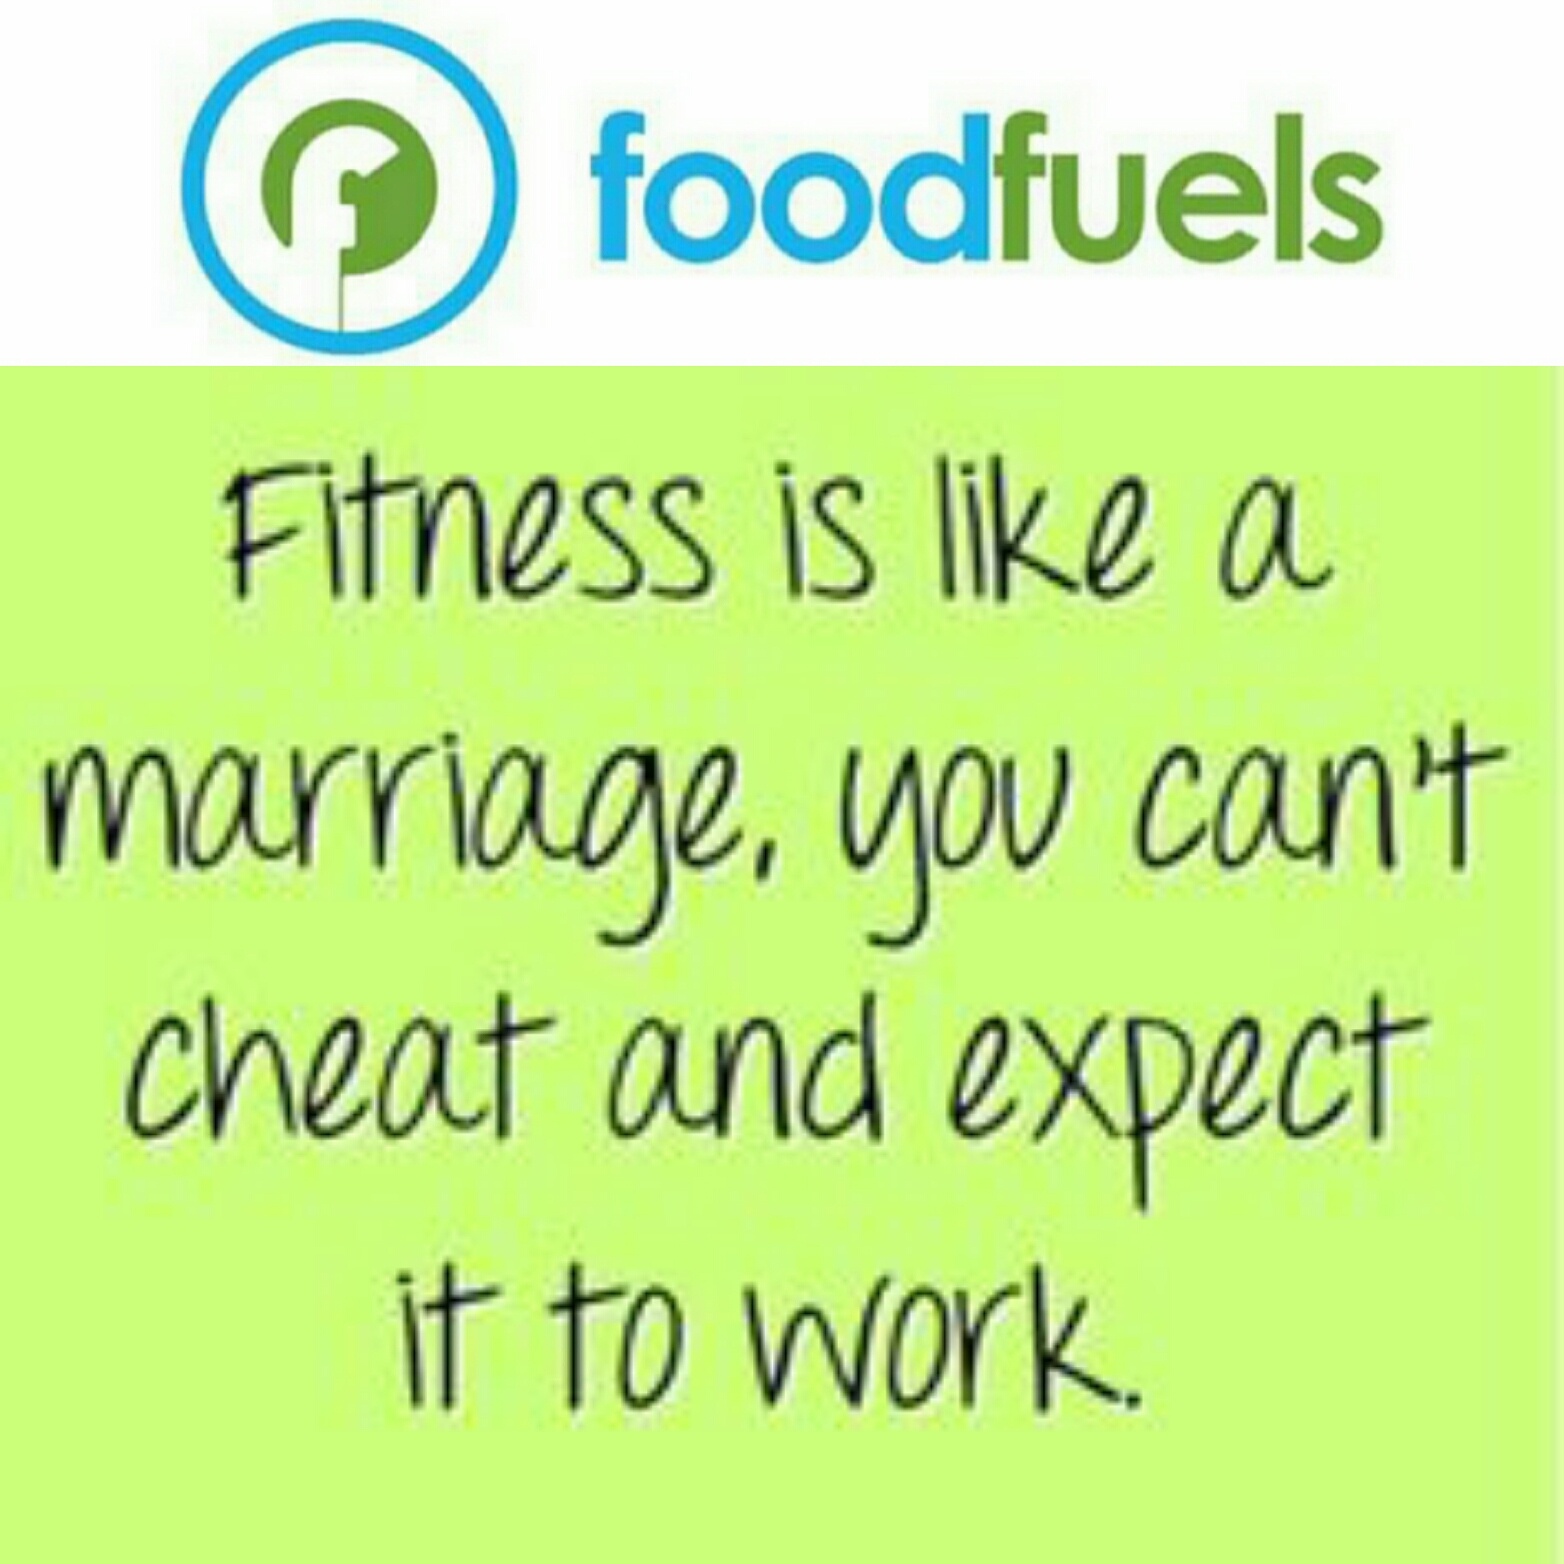 foodfuels
Fitness is like a
marriage, you can't
cheat and expect
it to work.